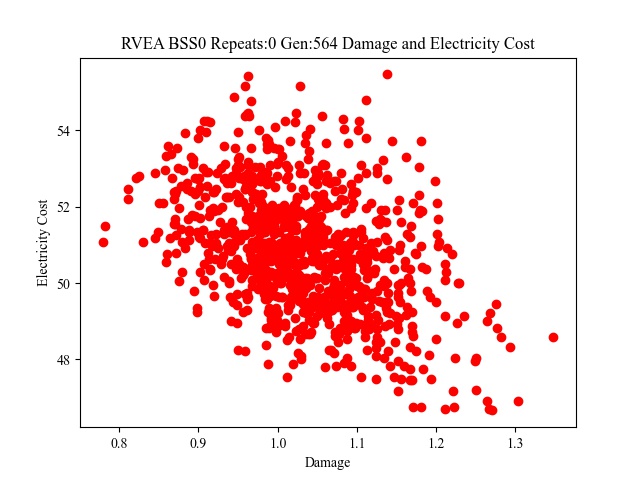 RVEA BSS0 Repeats:0 Gen:564 Damage and Electricity Cost
Electricity Cost
54
52
50
48
0.8 0.9 1.0 1.1 1.2 1.3
Damage